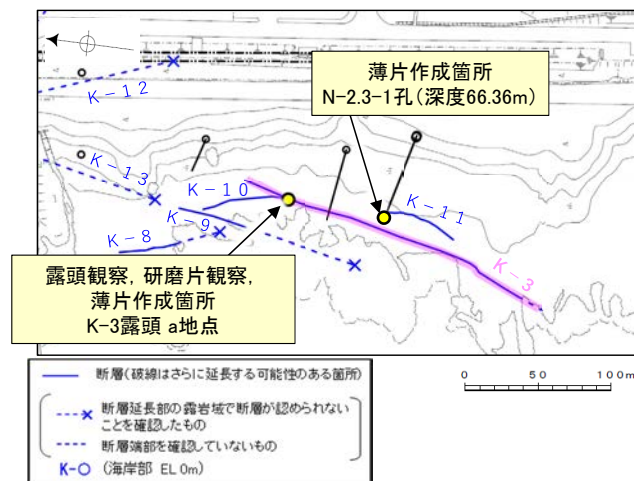 薄片作成箇所
N-2.3-1孔(深度66.36m)
K-12
K-13
K-10
K-9
K-8
K-11
K-3
露頭観察, 研磨片観察,
薄片作成箇所
K-3露頭 a地点
断層(破線はさらに延長する可能性のある箇所)
断層延長部の露岩域で断層が認められない
ことを確認したもの
断層端部を確認していないもの
K-○ (海岸部 EL 0m)
0 50 100m